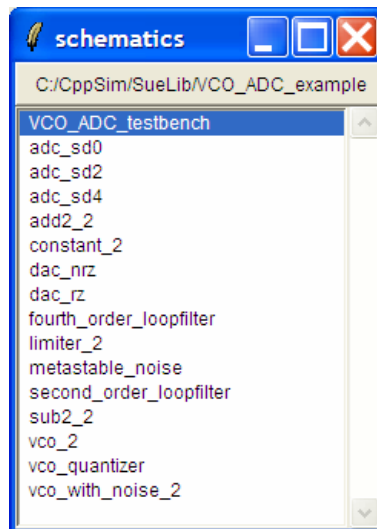 schematics
C:/CppSim/SueLib/VCO_ADC_example
VCO_ADC_testbench
adc_sd0
adc_sd2
adc_sd4
add2_2
constant_2
dac_nrz
dac_rz
fourth_order_loopfilter
limiter_2
metastable_noise
second_order_loopfilter
sub2_2
vco_2
vco_quantizer
vco_with_noise_2